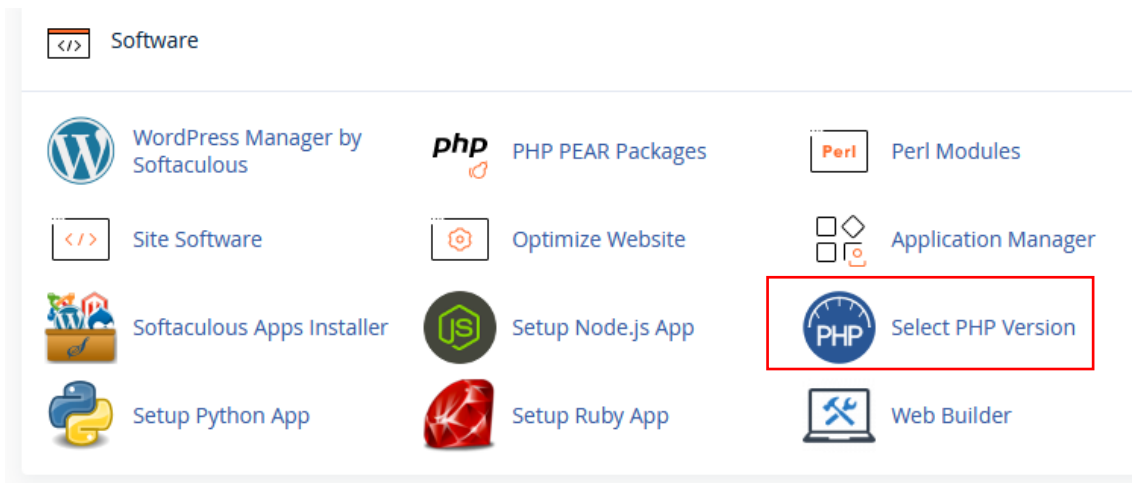 </> Software
WordPress Manager by
Softaculous
php PHP PEAR Packages
Perl Perl Modules
</> Site Software
Optimize Website
Application Manager
Softaculous Apps Installer
JS Setup Node.js App
PHP Select PHP Version
Setup Python App
Setup Ruby App
Web Builder